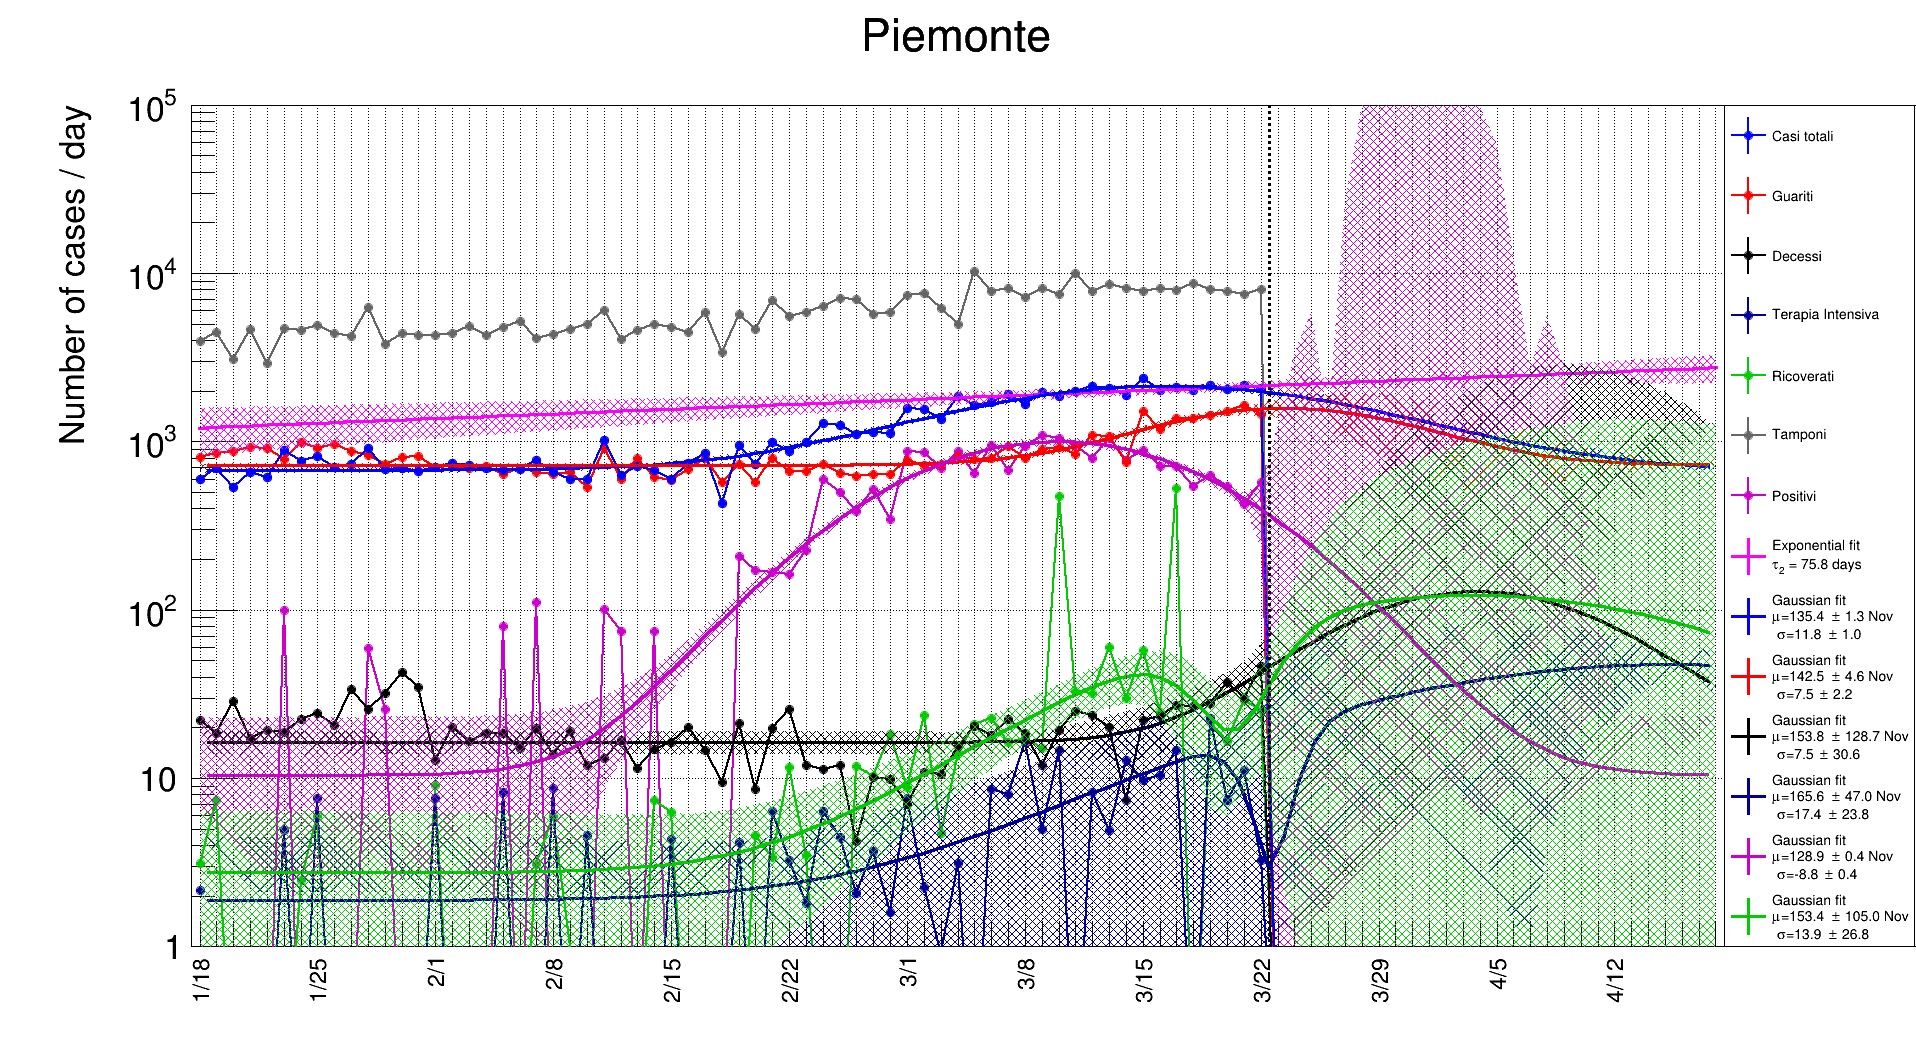 Piemonte
Number of cases / day
10^5
10^4
10^3
10^2
10
1
1/18
1/25
2/1
2/8
2/15
2/22
3/1
3/8
3/15
3/22
3/29
4/5
4/12
Casi totali
Guariti
Decessi
Terapia Intensiva
Ricoverati
Tamponi
Positivi
Exponential fit
τ₂ = 75.8 days
Gaussian fit
μ=135.4 ± 1.3 Nov
σ=11.8 ± 1.0
Gaussian fit
μ=142.5 ± 4.6 Nov
σ=7.5 ± 2.2
Gaussian fit
μ=153.8 ± 128.7 Nov
σ=7.5 ± 30.6
Gaussian fit
μ=165.6 ± 47.0 Nov
σ=17.4 ± 23.8
Gaussian fit
μ=128.9 ± 0.4 Nov
σ=-8.8 ± 0.4
Gaussian fit
μ=153.4 ± 105.0 Nov
σ=13.9 ± 26.8